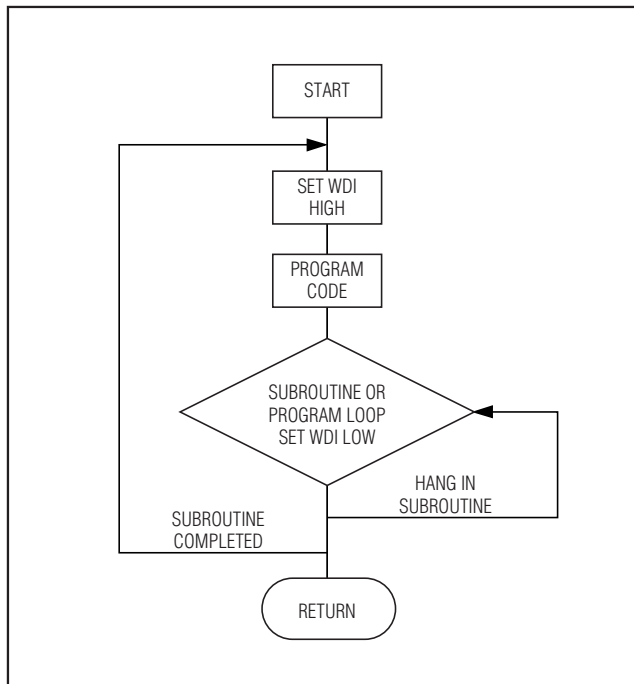 START
SET WDI
HIGH
PROGRAM
CODE
SUBROUTINE OR
PROGRAM LOOP
SET WDI LOW
HANG IN
SUBROUTINE
SUBROUTINE
COMPLETED
RETURN